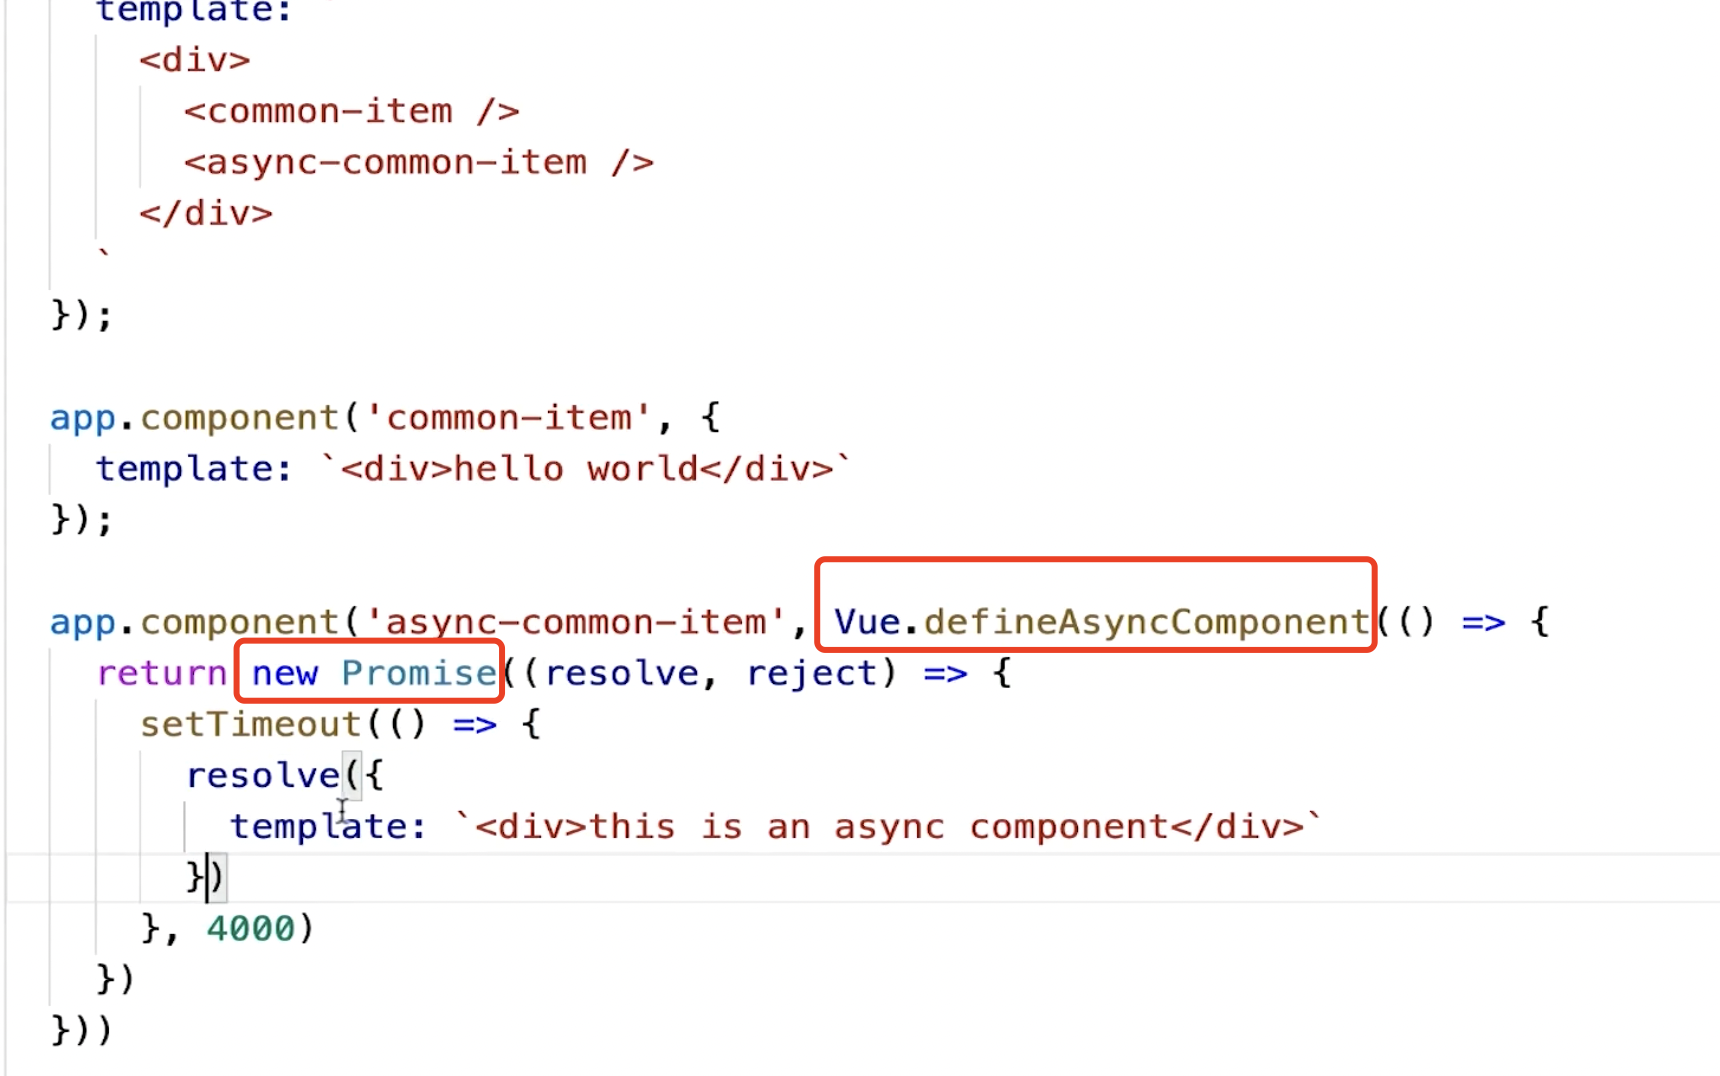 template: `
<div>
<common-item />
<async-common-item />
</div>
`
});
app.component('common-item', {
template: `<div>hello world</div>`
});
app.component('async-common-item', Vue.defineAsyncComponent(() => {
return new Promise((resolve, reject) => {
setTimeout(() => {
resolve({
template: `<div>this is an async component</div>`
})
}, 4000)
})
}))